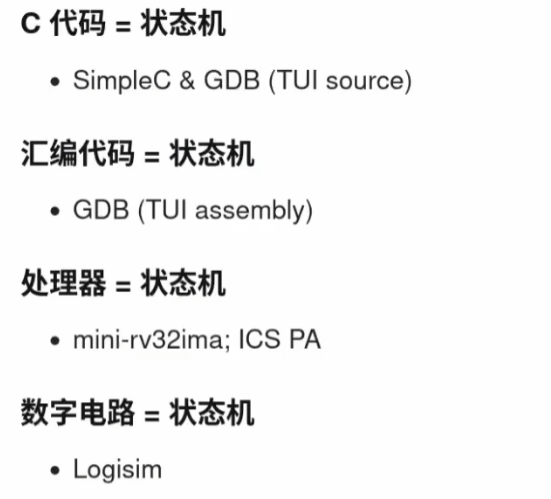 C 代码 = 状态机
• SimpleC & GDB (TUI source)
汇编代码 = 状态机
• GDB (TUI assembly)
处理器 = 状态机
• mini-rv32ima; ICS PA
数字电路 = 状态机
• Logisim